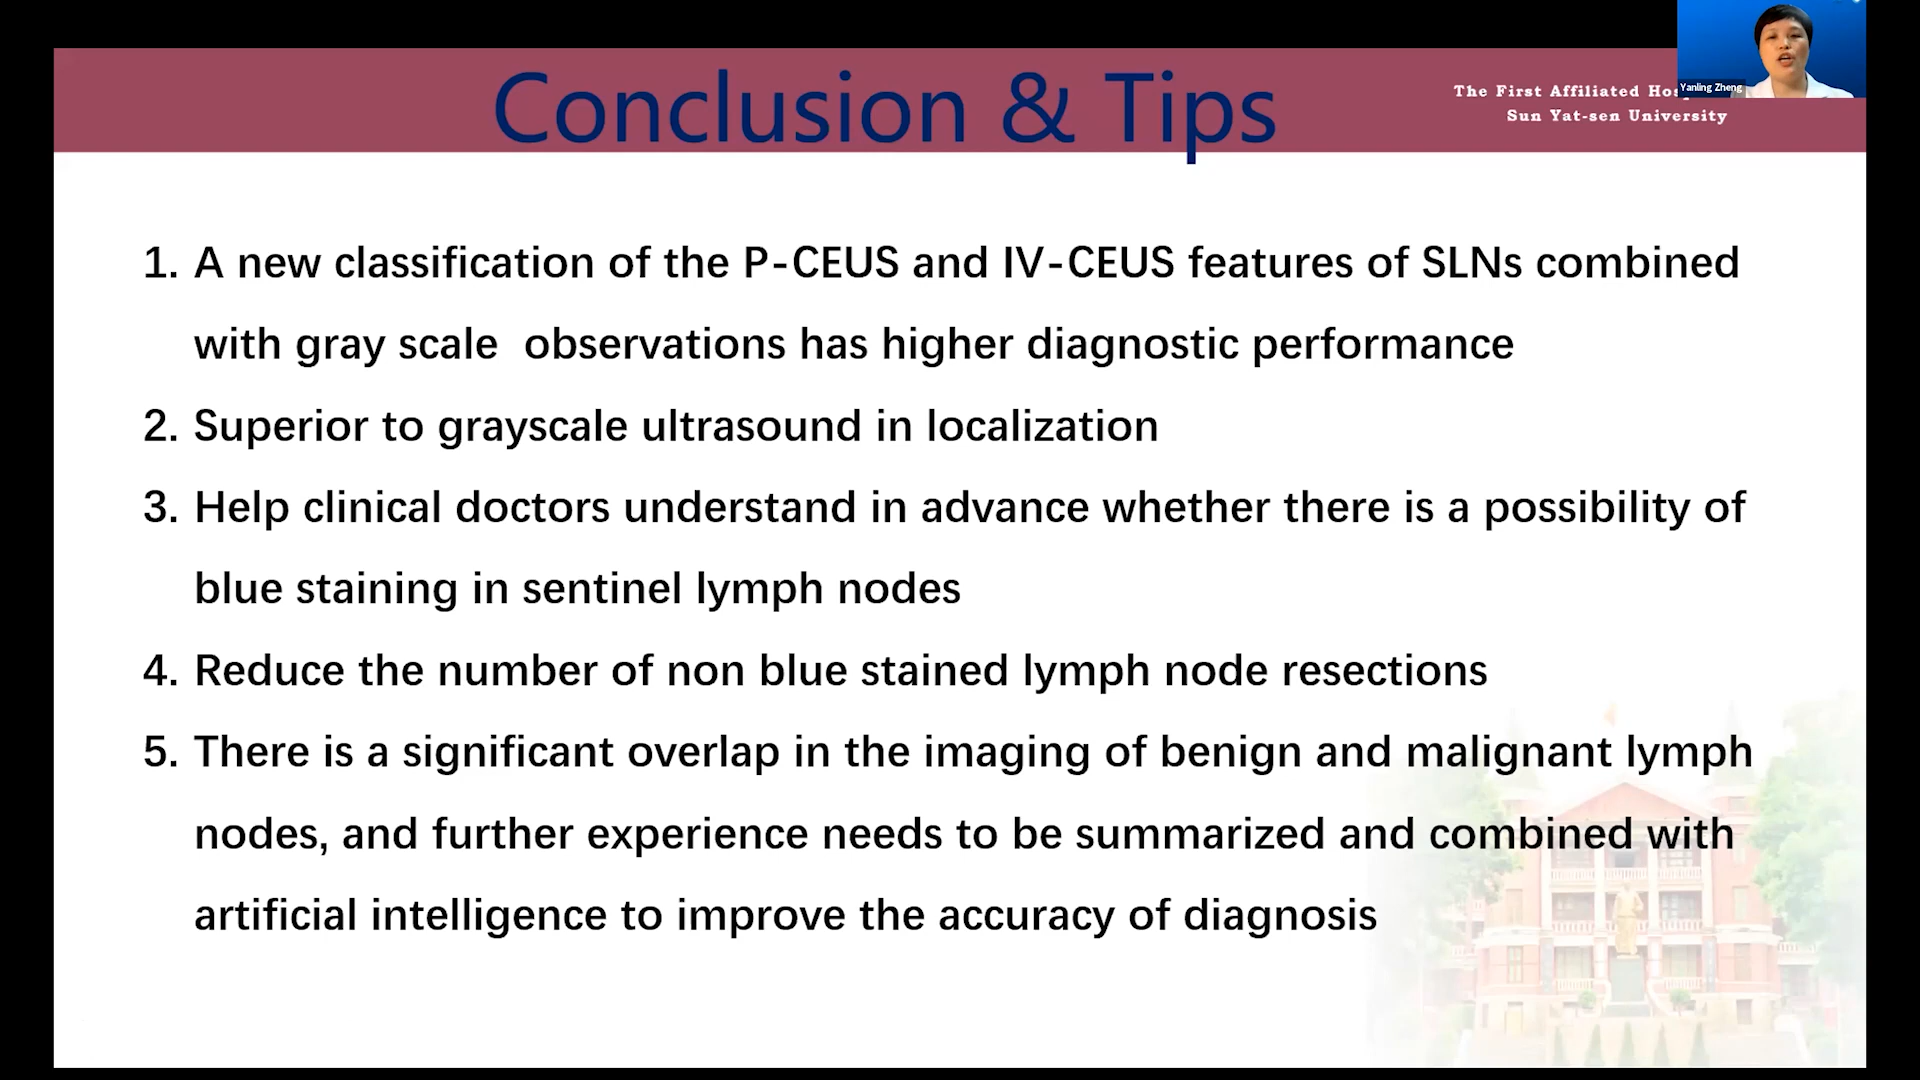 Conclusion & Tips
The First Affiliated
Sun Yat-sen University
Yanling Zheng
1. A new classification of the P-CEUS and IV-CEUS features of SLNs combined
with gray scale observations has higher diagnostic performance
2. Superior to grayscale ultrasound in localization
3. Help clinical doctors understand in advance whether there is a possibility of
blue staining in sentinel lymph nodes
4. Reduce the number of non blue stained lymph node resections
5. There is a significant overlap in the imaging of benign and malignant lymph
nodes, and further experience needs to be summarized and combined with
artificial intelligence to improve the accuracy of diagnosis